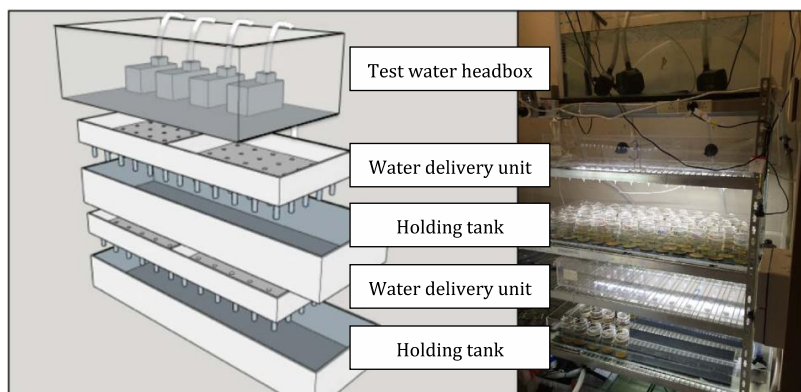 Test water headbox
Water delivery unit
Holding tank
Water delivery unit
Holding tank